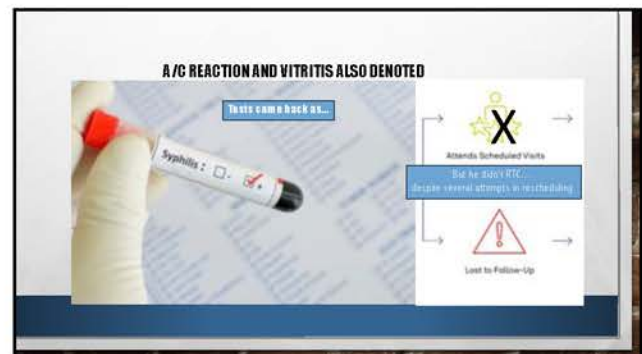 A/C REACTION AND VITRITIS ALSO DENOTED
Tests came back as...
Syphilis : - +
X
Attends Scheduled Visits
But he didn't RTC...
despite several attempts in rescheduling
Lost to Follow-Up